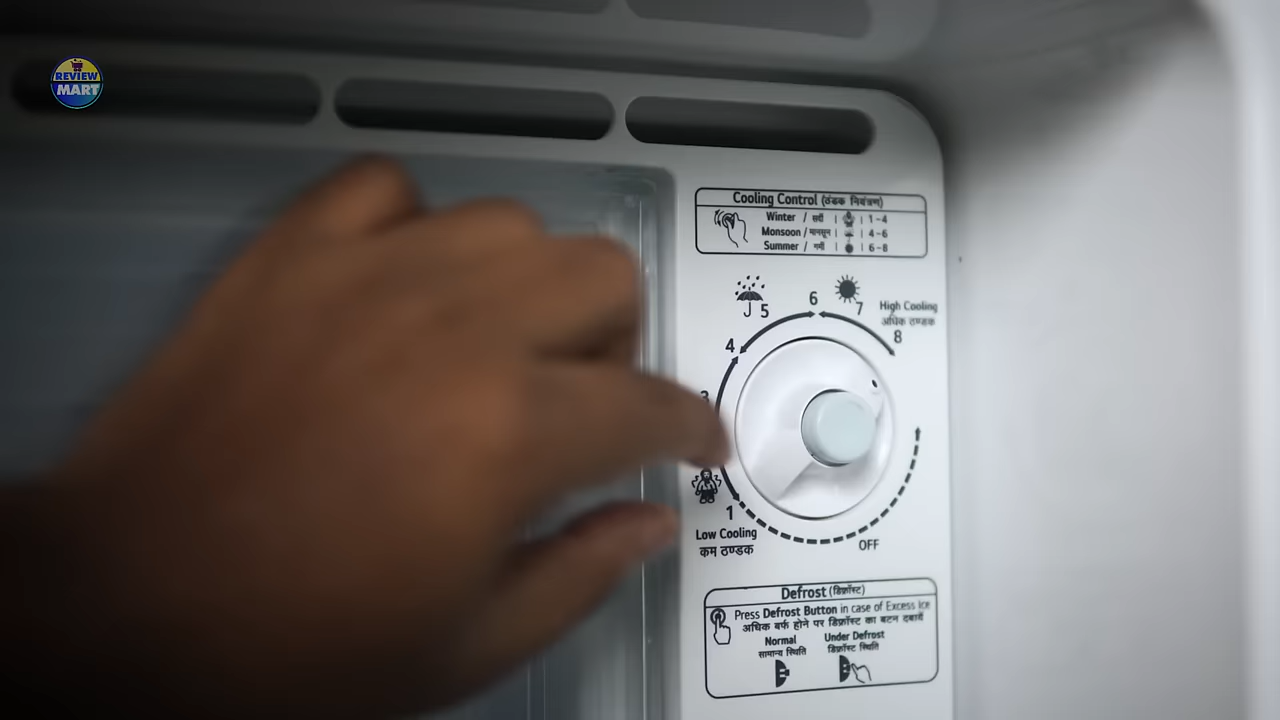 REVIEW
MART
Cooling Control (ठंडक नियंत्रण)
Winter / सर्दी | 1-4
Monsoon / मानसून | 4-6
Summer / गर्मी | 6-8
6
7
5
High Cooling
अधिक ठण्डक
8
4
3
1
Low Cooling
कम ठण्डक
OFF
Defrost (डिफ्रॉस्ट)
Press Defrost Button in case of Excess Ice
अधिक बर्फ होने पर डिफ्रॉस्ट का बटन दबायें
Normal
सामान्य स्थिति
Under Defrost
डिफ्रॉस्ट स्थिति